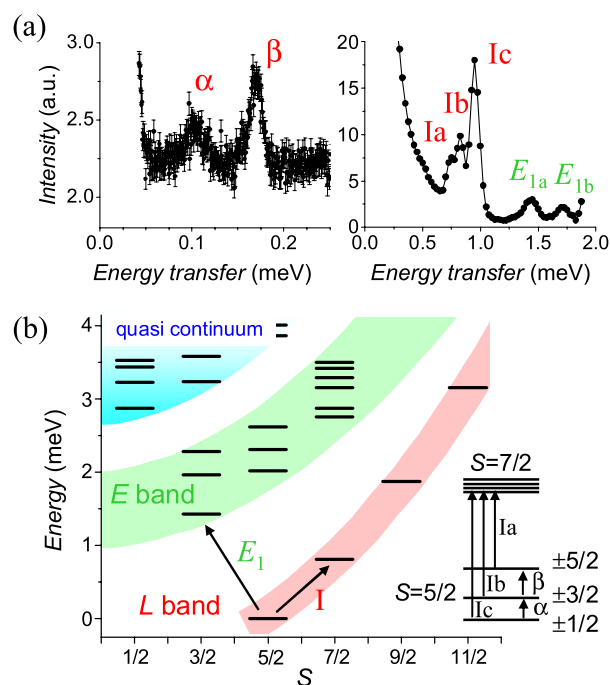 (a)
3.0
2.5
2.0
Intensity (a.u.)
α
β
0.0
0.1
0.2
Energy transfer (meV)
20
15
10
5
0
Ia
Ib
Ic
E1a
E1b
0.0
0.5
1.0
1.5
2.0
Energy transfer (meV)
(b)
4
3
2
1
0
Energy (meV)
quasi continuum
E band
E1
L band
I
1/2
3/2
5/2
7/2
9/2
11/2
S
S=7/2
Ia
±5/2
β
Ib
±3/2
S=5/2
α
Ic
±1/2